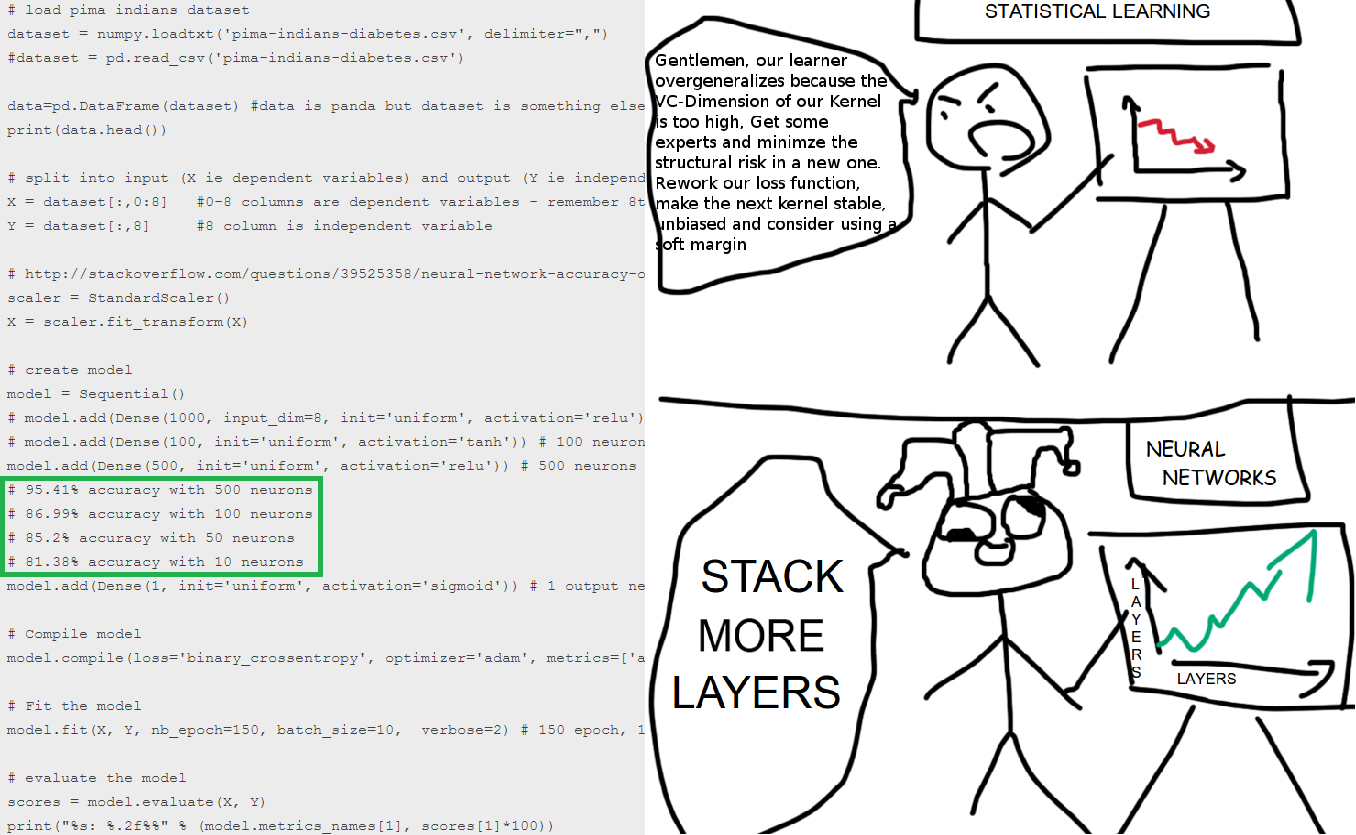 # load pima indians dataset
dataset = numpy.loadtxt('pima-indians-diabetes.csv', delimiter=",")
#dataset = pd.read_csv('pima-indians-diabetes.csv')
data=pd.DataFrame(dataset) #data is panda but dataset is something else
print(data.head())
# split into input (X ie dependent variables) and output (Y ie independ
X = dataset[:,0:8]   #0-8 columns are dependent variables - remember 8t
Y = dataset[:,8]     #8 column is independent variable
# http://stackoverflow.com/questions/39525358/neural-network-accuracy-o
scaler = StandardScaler()
X = scaler.fit_transform(X)
# create model
model = Sequential()
# model.add(Dense(1000, input_dim=8, init='uniform', activation='relu')
# model.add(Dense(100, init='uniform', activation='tanh')) # 100 neuron
model.add(Dense(500, init='uniform', activation='relu')) # 500 neurons
# 95.41% accuracy with 500 neurons
# 86.99% accuracy with 100 neurons
# 85.2% accuracy with 50 neurons
# 81.38% accuracy with 10 neurons
model.add(Dense(1, init='uniform', activation='sigmoid')) # 1 output ne
# Compile model
model.compile(loss='binary_crossentropy', optimizer='adam', metrics=['a
# Fit the model
model.fit(X, Y, nb_epoch=150, batch_size=10,  verbose=2) # 150 epoch, 1
# evaluate the model
scores = model.evaluate(X, Y)
print("%s: %.2f%%" % (model.metrics_names[1], scores[1]*100))
STATISTICAL LEARNING
Gentlemen, our learner
overgeneralizes because the
VC-Dimension of our Kernel
is too high, Get some
experts and minimze the
structural risk in a new one.
Rework our loss function,
make the next kernel stable,
unbiased and consider using a
soft margin
NEURAL
NETWORKS
STACK
MORE
LAYERS
LAYERS
LAYERS